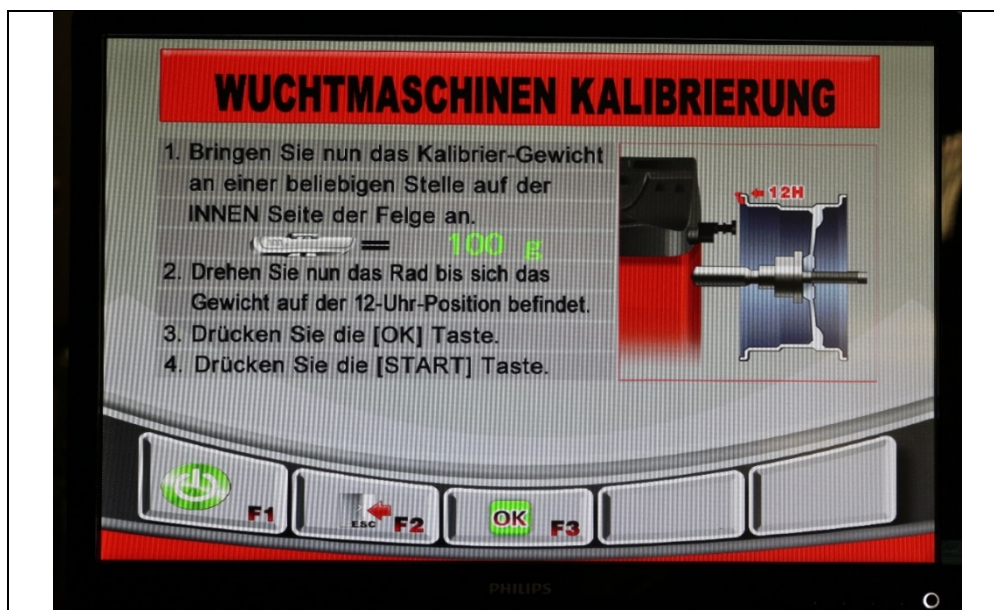 WUCHTMASCHINEN KALIBRIERUNG
1. Bringen Sie nun das Kalibrier-Gewicht
an einer beliebigen Stelle auf der
INNEN Seite der Felge an.
= 100 g
2. Drehen Sie nun das Rad bis sich das
Gewicht auf der 12-Uhr-Position befindet.
3. Drücken Sie die [OK] Taste.
4. Drücken Sie die [START] Taste.
12H
F1
ESC F2
OK F3
PHILIPS